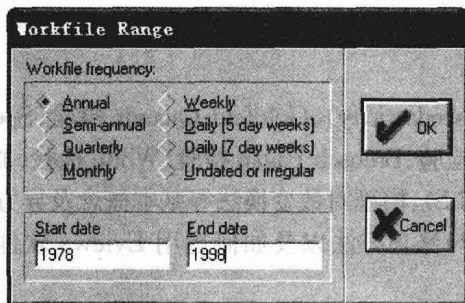 Workfile Range
Workfile frequency:
Annual
Semi-annual
Quarterly
Monthly
Weekly
Daily [5 day weeks]
Daily [7 day weeks]
Undated or irregular
Start date
1978
End date
1998
OK
Cancel